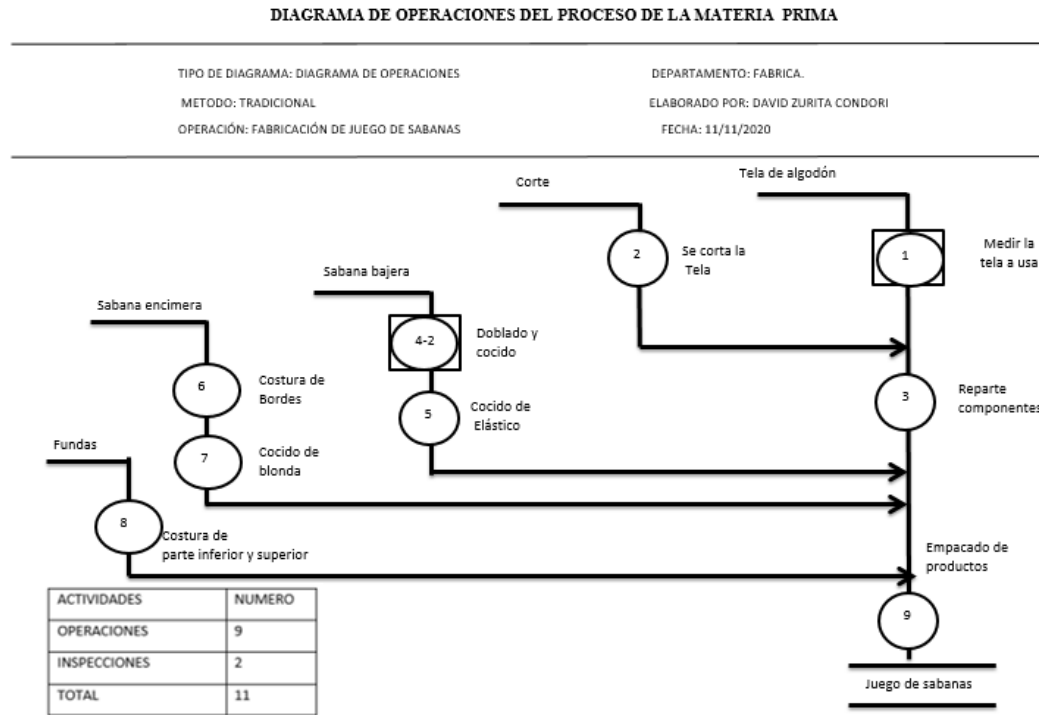 DIAGRAMA DE OPERACIONES DEL PROCESO DE LA MATERIA PRIMA
TIPO DE DIAGRAMA: DIAGRAMA DE OPERACIONES
DEPARTAMENTO: FABRICA.
METODO: TRADICIONAL
ELABORADO POR: DAVID ZURITA CONDORI
OPERACIÓN: FABRICACIÓN DE JUEGO DE SABANAS
FECHA: 11/11/2020
Tela de algodón
1
Medir la
tela a usa
Corte
2
Se corta la
Tela
3
Reparte
componentes
Sabana bajera
4-2
Doblado y
cocido
5
Cocido de
Elástico
Sabana encimera
6
Costura de
Bordes
7
Cocido de
blonda
Fundas
8
Costura de
parte inferior y superior
Empacado de
productos
9
Juego de sabanas
ACTIVIDADES NUMERO
OPERACIONES 9
INSPECCIONES 2
TOTAL 11